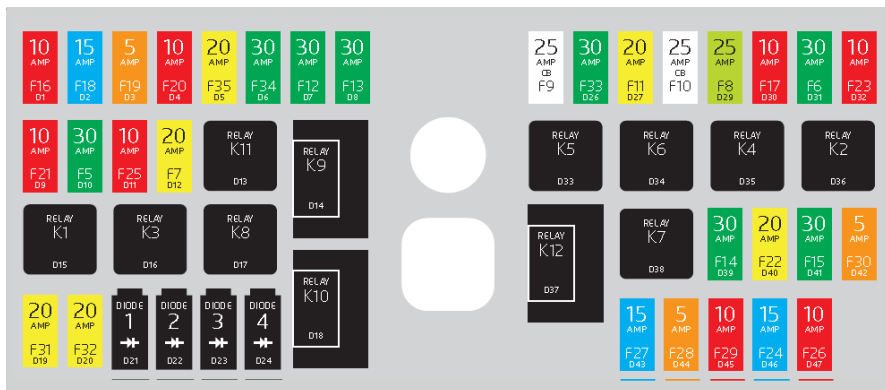 10 AMP F16 D1
15 AMP F18 D2
5 AMP F19 D3
10 AMP F20 D4
20 AMP F35 D5
30 AMP F34 D6
30 AMP F12 D7
30 AMP F13 D8
25 AMP CB F9
30 AMP F33 D26
20 AMP F11 D27
25 AMP CB F10
25 AMP F8 D29
10 AMP F17 D30
30 AMP F6 D31
10 AMP F23 D32
10 AMP F21 D9
30 AMP F5 D10
10 AMP F25 D11
20 AMP F7 D12
RELAY K11 D13
RELAY K9 D14
RELAY K5 D33
RELAY K6 D34
RELAY K4 D35
RELAY K2 D36
RELAY K1 D15
RELAY K3 D16
RELAY K8 D17
RELAY K10 D18
RELAY K12 D37
RELAY K7 D38
30 AMP F14 D39
20 AMP F22 D40
30 AMP F15 D41
5 AMP F30 D42
20 AMP F31 D19
20 AMP F32 D20
DIODE 1 D21
DIODE 2 D22
DIODE 3 D23
DIODE 4 D24
15 AMP F27 D43
5 AMP F28 D44
10 AMP F29 D45
15 AMP F24 D46
10 AMP F26 D47